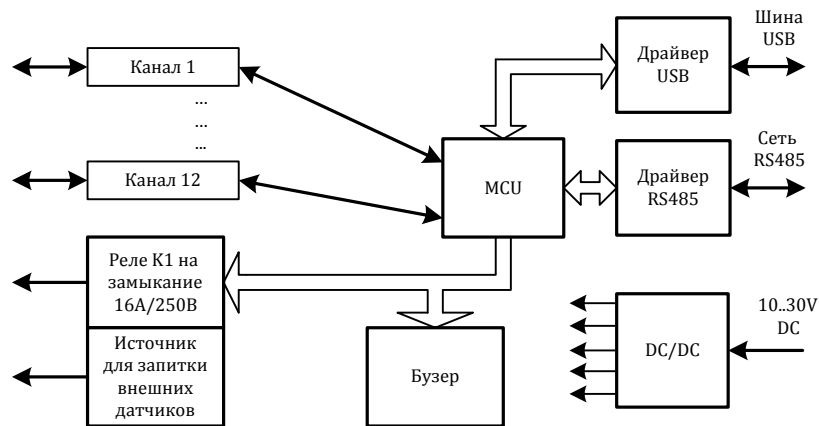 Канал 1
...
...
...
Канал 12
Реле К1 на
замыкание
16А/250В
Источник
для запитки
внешних
датчиков
MCU
Бузер
Драйвер
USB
Шина
USB
Драйвер
RS485
Сеть
RS485
DC/DC
10..30V
DC